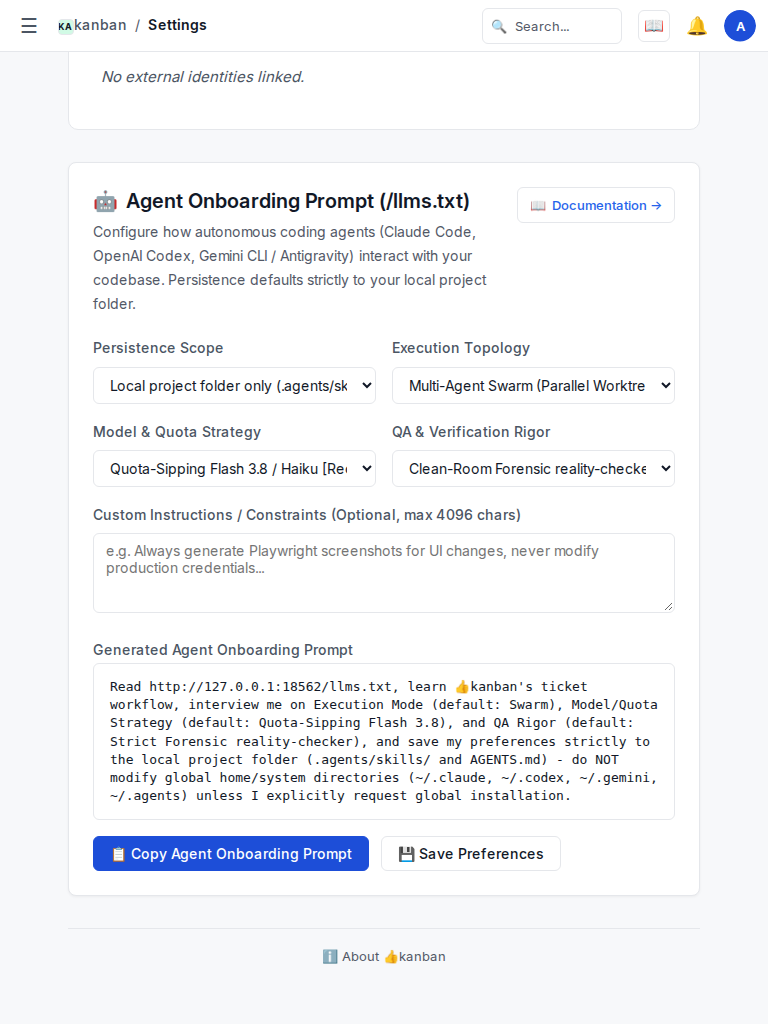 ☰ KA kanban / Settings 🔍 Search... 📖 🔔 A
No external identities linked.
🤖 Agent Onboarding Prompt (/llms.txt)
📖 Documentation →
Configure how autonomous coding agents (Claude Code,
OpenAI Codex, Gemini CLI / Antigravity) interact with your
codebase. Persistence defaults strictly to your local project
folder.
Persistence Scope
Local project folder only (.agents/sk
Execution Topology
Multi-Agent Swarm (Parallel Worktre
Model & Quota Strategy
Quota-Sipping Flash 3.8 / Haiku [Re
QA & Verification Rigor
Clean-Room Forensic reality-checke
Custom Instructions / Constraints (Optional, max 4096 chars)
e.g. Always generate Playwright screenshots for UI changes, never modify
production credentials...
Generated Agent Onboarding Prompt
Read http://127.0.0.1:18562/llms.txt, learn 👍kanban's ticket
workflow, interview me on Execution Mode (default: Swarm), Model/Quota
Strategy (default: Quota-Sipping Flash 3.8), and QA Rigor (default:
Strict Forensic reality-checker), and save my preferences strictly to
the local project folder (.agents/skills/ and AGENTS.md) - do NOT
modify global home/system directories (~/.claude, ~/.codex, ~/.gemini,
~/.agents) unless I explicitly request global installation.
📋 Copy Agent Onboarding Prompt
💾 Save Preferences
ℹ️ About 👍kanban